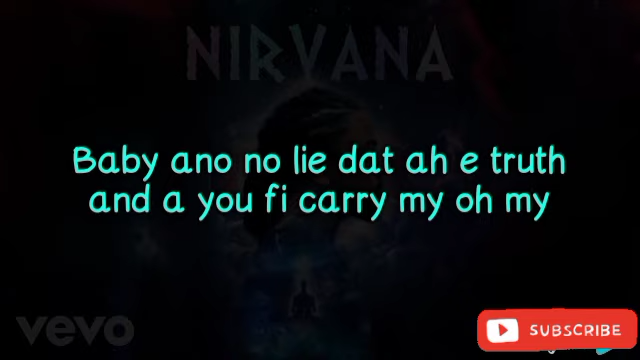 NIRVANA
Baby ano no lie dat ah e truth
and a you fi carry my oh my
vevo
SUBSCRIBE